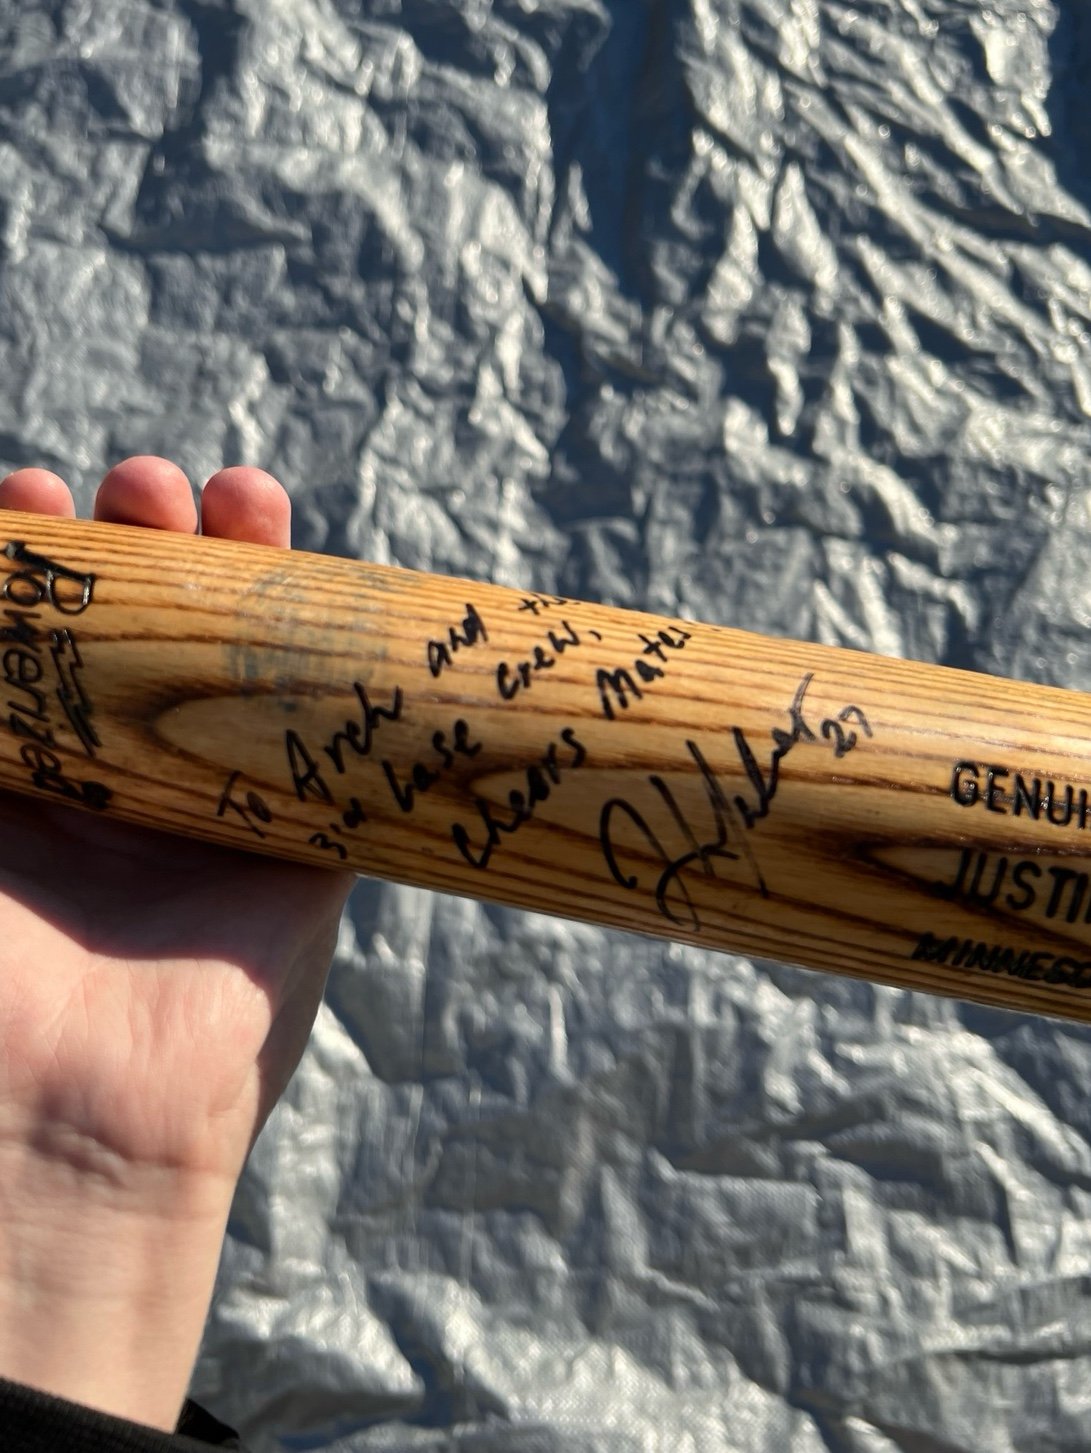 Powerized
To Arch and the
3rd base crew,
Cheers Mates!
27
GENUI
JUSTI
MINNES